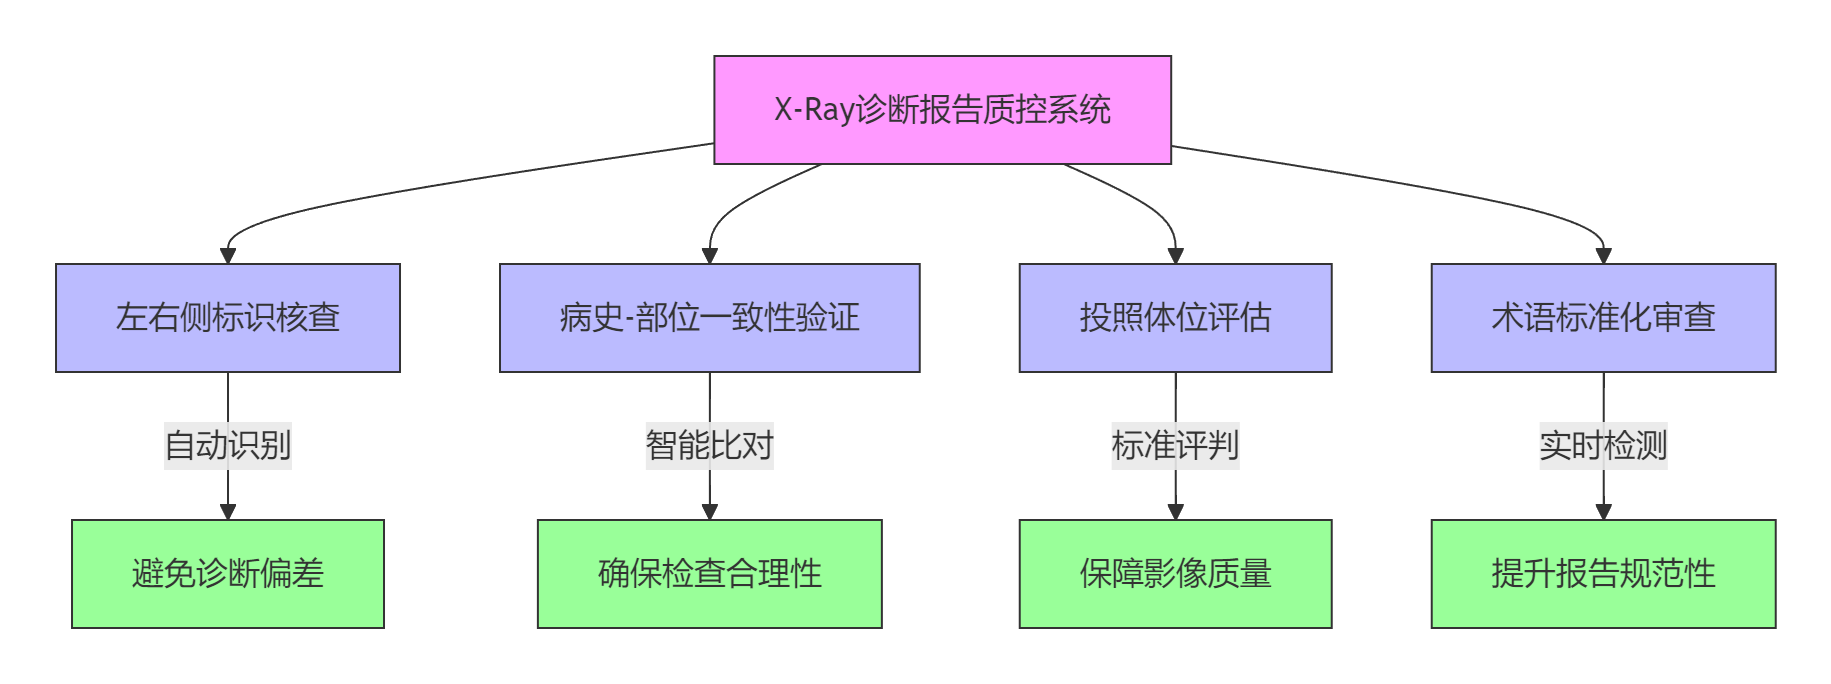 X-Ray诊断报告质控系统
左右侧标识核查
病史-部位一致性验证
投照体位评估
术语标准化审查
自动识别
智能比对
标准评判
实时检测
避免诊断偏差
确保检查合理性
保障影像质量
提升报告规范性